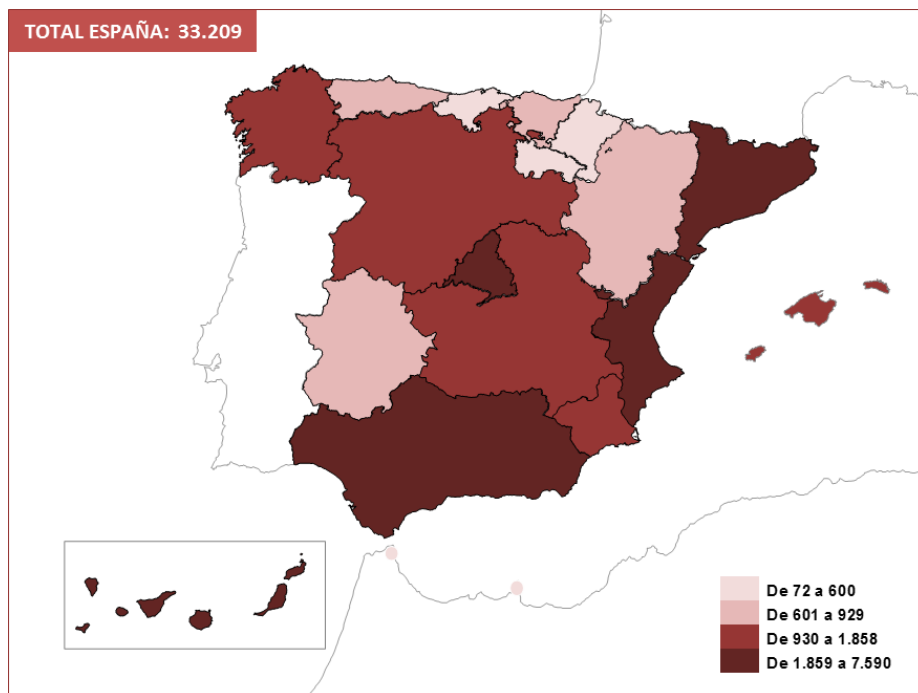 TOTAL ESPAÑA: 33.209
De 72 a 600
De 601 a 929
De 930 a 1.858
De 1.859 a 7.590